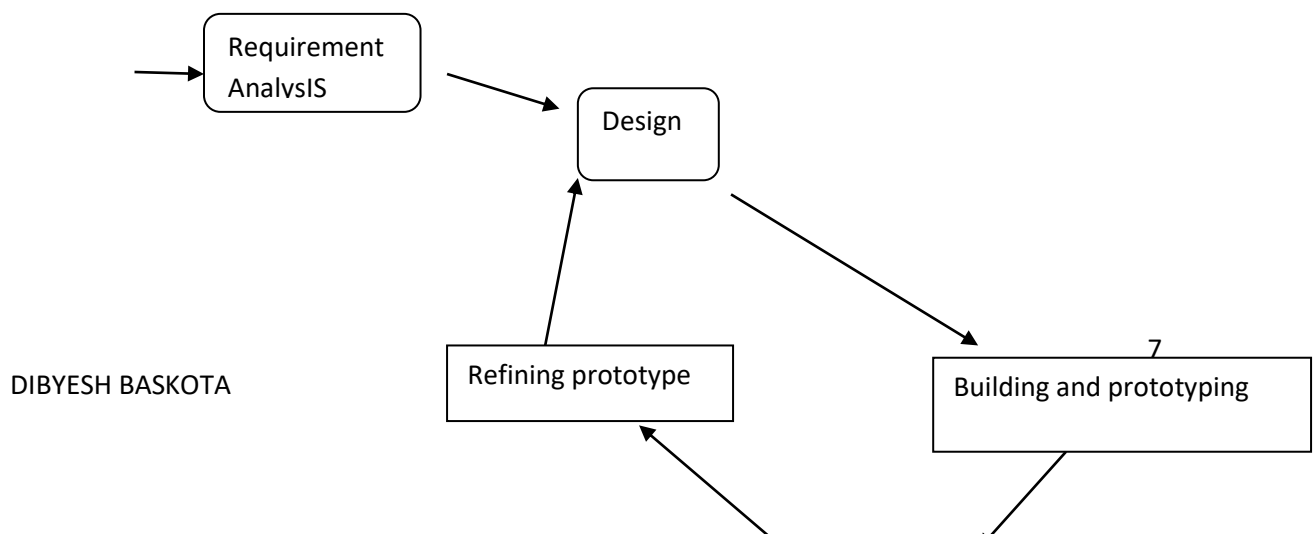 Requirement
AnalysIS
Design
Refining prototype
7
Building and prototyping
DIBYESH BASKOTA